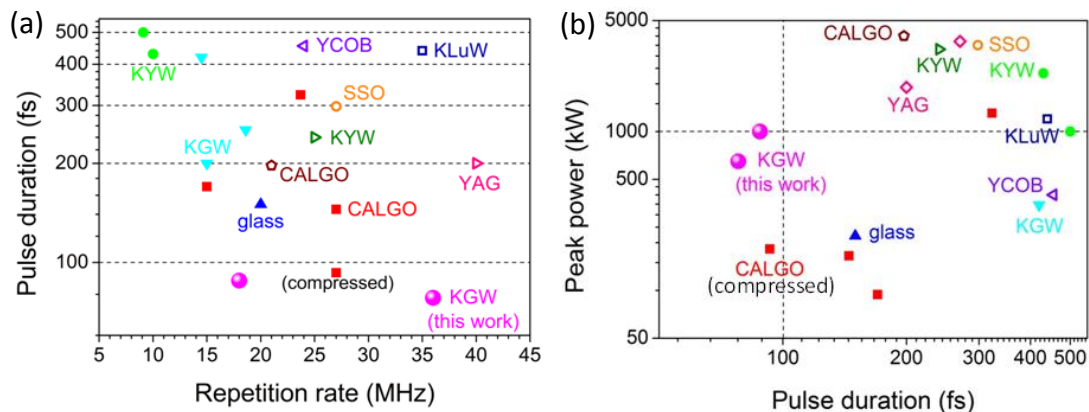 (a)
Pulse duration (fs)
500
400
300
200
100
KYW
YCOB
KLuW
SSO
KGW
KYW
CALGO
YAG
glass
CALGO
(compressed)
KGW
(this work)
5 10 15 20 25 30 35 40 45
Repetition rate (MHz)
(b)
Peak power (kW)
5000
1000
500
50
CALGO
SSO
KYW
KYW
YAG
KLuW
KGW
(this work)
YCOB
KGW
glass
CALGO
(compressed)
100 200 300 400 500
Pulse duration (fs)